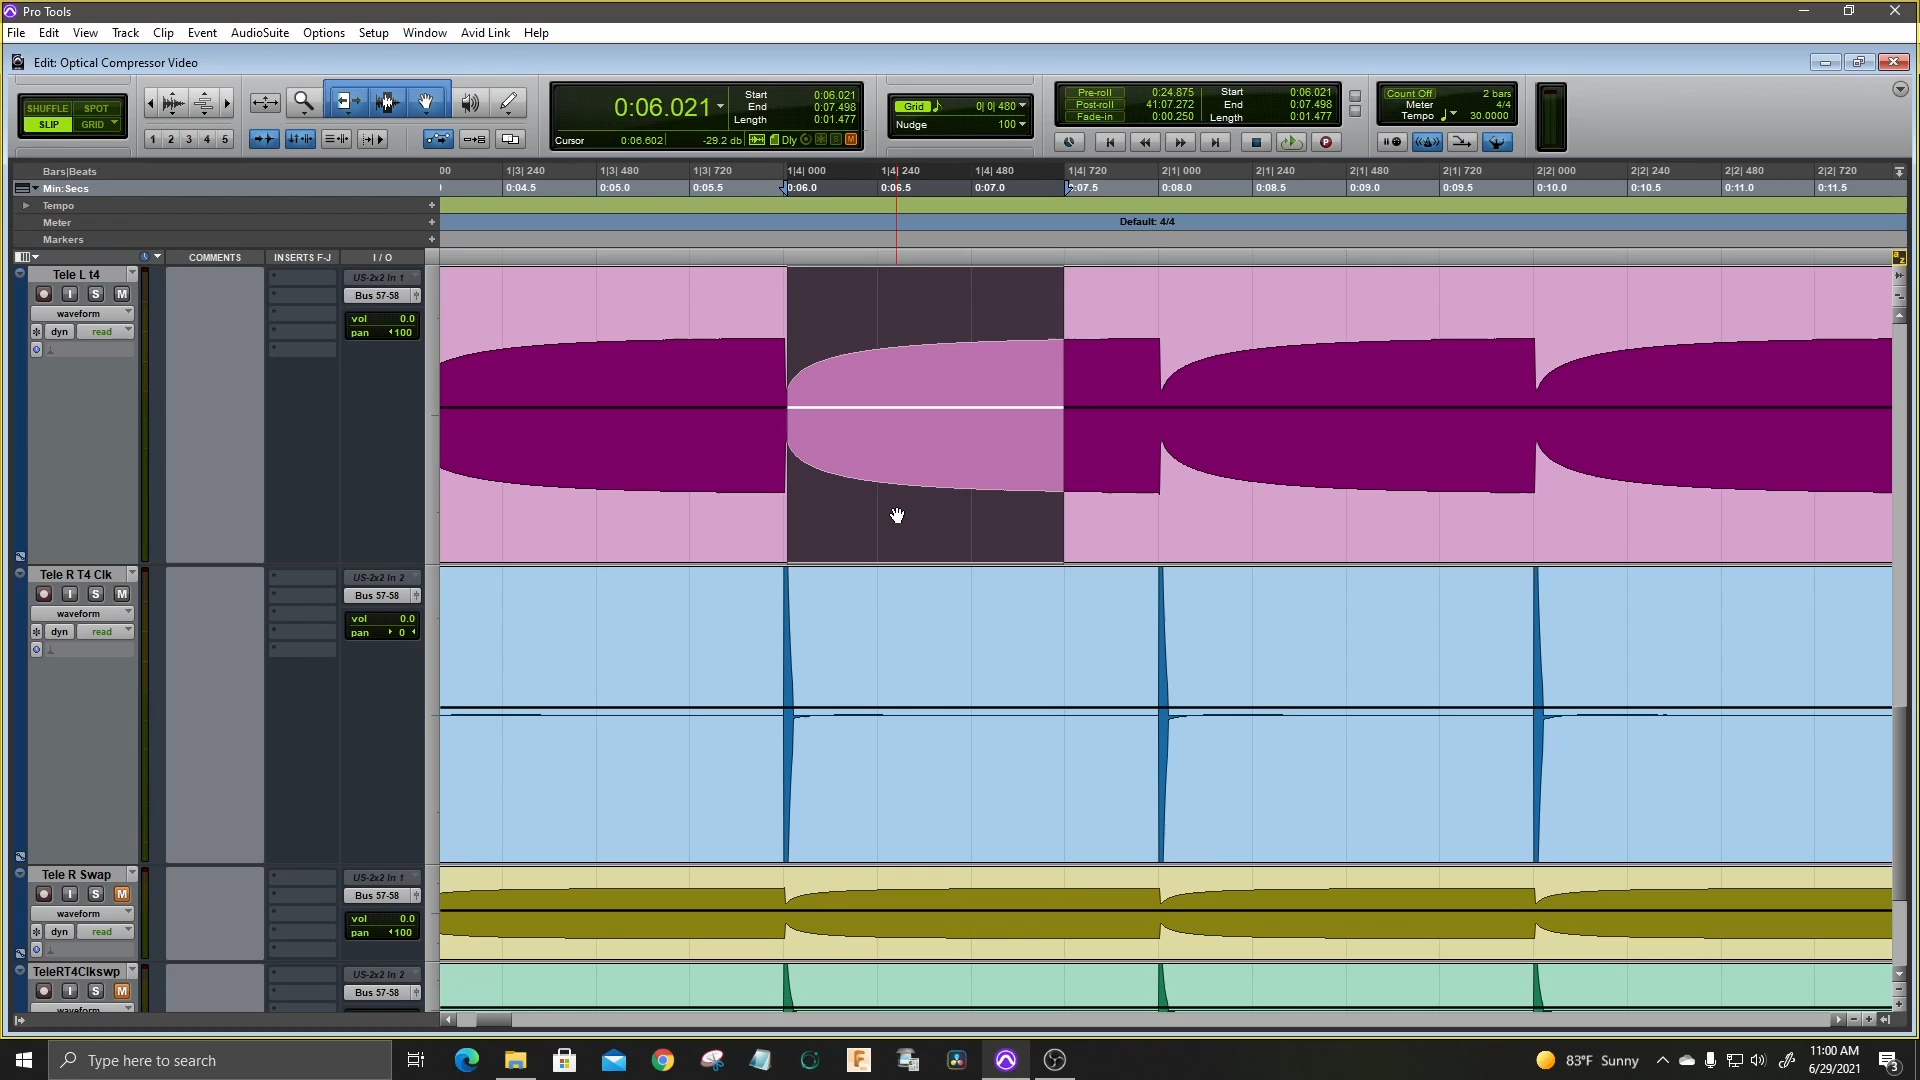 Pro Tools
File Edit View Track Clip Event AudioSuite Options Setup Window Avid Link Help
Edit: Optical Compressor Video
SHUFFLE SPOT
SLIP GRID
1 2 3 4 5
0:06.021
Start 0:06.021
End 0:07.498
Length 0:01.477
Cursor 0:06.602 -29.2 db Dly S M
Grid 0| 0| 480
Nudge 100
Pre-roll 0:24.875
Post-roll 41:07.272
Fade-in 0:00.250
Start 0:06.021
End 0:07.498
Length 0:01.477
Count Off 2 bars
Meter 4/4
Tempo 30.0000
Bars|Beats 00 1|3| 240 1|3| 480 1|3| 720 1|4| 000 1|4| 240 1|4| 480 1|4| 720 2|1| 000 2|1| 240 2|1| 480 2|1| 720 2|2| 000 2|2| 240 2|2| 480 2|2| 720
Min:Secs 0:04.5 0:05.0 0:05.5 0:06.0 0:06.5 0:07.0 0:07.5 0:08.0 0:08.5 0:09.0 0:09.5 0:10.0 0:10.5 0:11.0 0:11.5
Tempo
Meter Default: 4/4
Markers
COMMENTS INSERTS F-J I / O
a z
Tele L t4
I S M
waveform
dyn read
US-2x2 In 1
Bus 57-58
vol 0.0
pan 100
Tele R T4 Clk
I S M
waveform
dyn read
US-2x2 In 2
Bus 57-58
vol 0.0
pan 0
Tele R Swap
I S M
waveform
dyn read
US-2x2 In 1
Bus 57-58
vol 0.0
pan 100
TeleRT4Clkswp
I S M
waveform
US-2x2 In 2
Bus 57-58
Type here to search
83°F Sunny
11:00 AM
6/29/2021
3